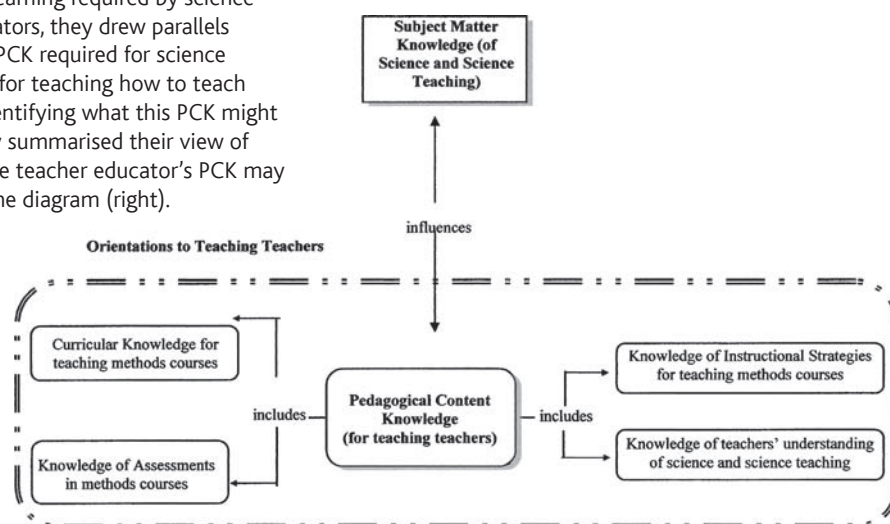 earning required by science
ators, they drew parallels
PCK required for science
for teaching how to teach
entifying what this PCK might
summarised their view of
e teacher educator's PCK may
ne diagram (right).
Subject Matter
Knowledge (of
Science and Science
Teaching)
influences
Orientations to Teaching Teachers
Curricular Knowledge for
teaching methods courses
Knowledge of Assessments
in methods courses
includes
Pedagogical Content
Knowledge
(for teaching teachers)
includes
Knowledge of Instructional Strategies
for teaching methods courses
Knowledge of teachers' understanding
of science and science teaching